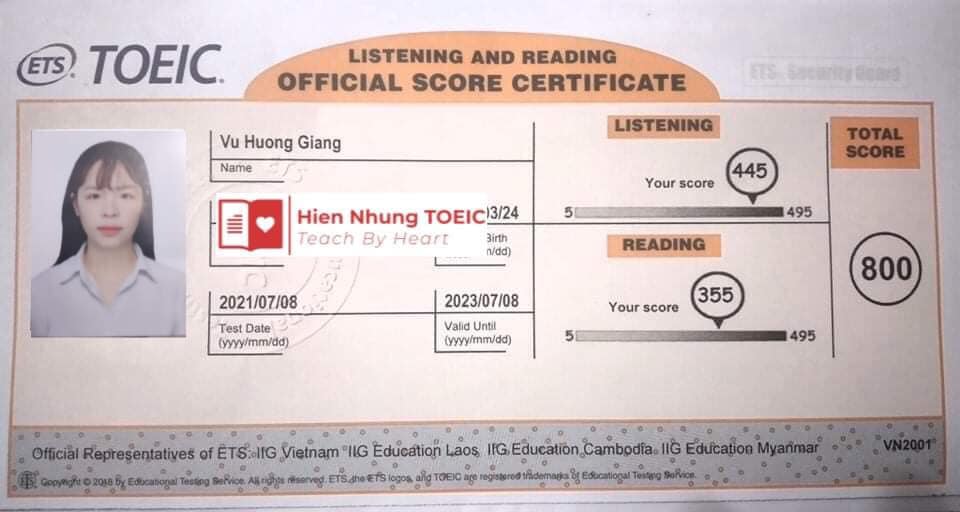 ETS TOEIC.
LISTENING AND READING
OFFICIAL SCORE CERTIFICATE
ETS Security Guard
Vu Huong Giang
Name
Hien Nhung TOEIC
Teach By Heart
03/24
Birth
m/dd)
2021/07/08
Test Date
(yyyy/mm/dd)
2023/07/08
Valid Until
(yyyy/mm/dd)
LISTENING
Your score
445
5
495
READING
Your score
355
5
495
TOTAL
SCORE
800
Official Representatives of ETS: IIG Vietnam IIG Education Laos IIG Education Cambodia IIG Education Myanmar
VN2001
Educational Testing Service. All rights reserved. ETS, the ETS logos, and TOEIC are registered trademarks of Educational Testing Service.